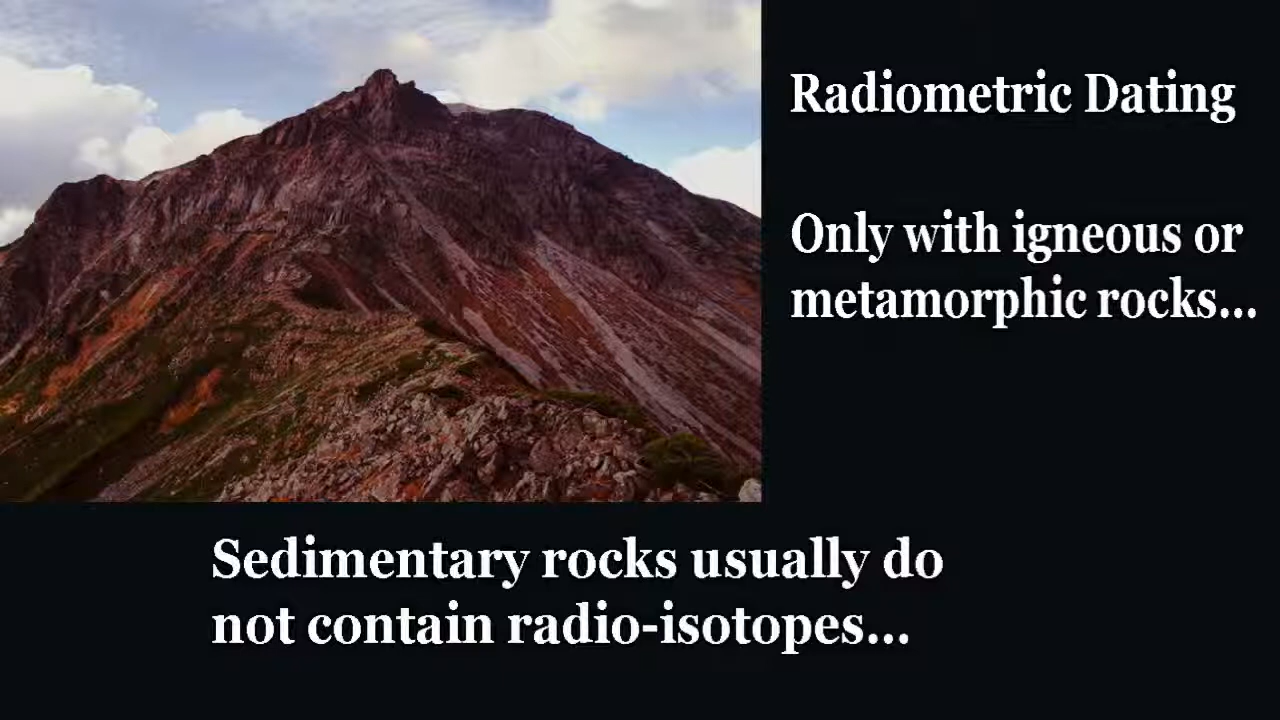 Radiometric Dating
Only with igneous or
metamorphic rocks...
Sedimentary rocks usually do
not contain radio-isotopes...